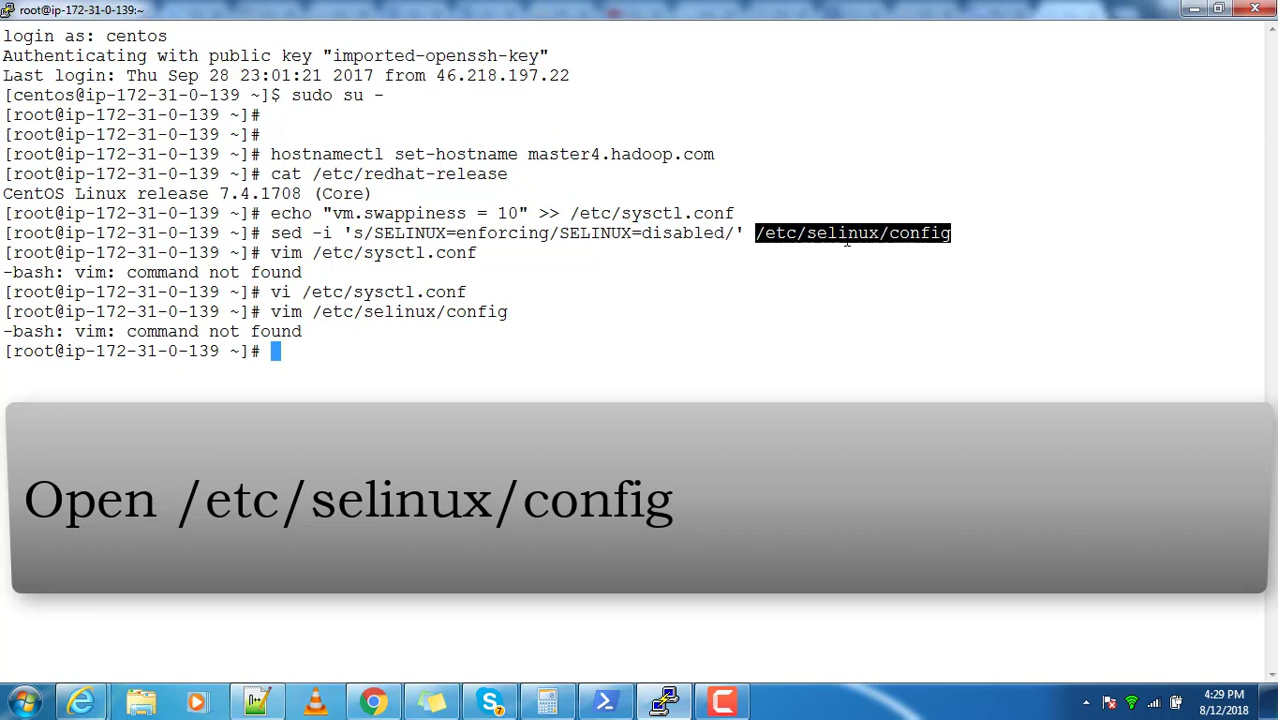 root@ip-172-31-0-139:~
login as: centos
Authenticating with public key "imported-openssh-key"
Last login: Thu Sep 28 23:01:21 2017 from 46.218.197.22
[centos@ip-172-31-0-139 ~]$ sudo su -
[root@ip-172-31-0-139 ~]#
[root@ip-172-31-0-139 ~]#
[root@ip-172-31-0-139 ~]# hostnamectl set-hostname master4.hadoop.com
[root@ip-172-31-0-139 ~]# cat /etc/redhat-release
CentOS Linux release 7.4.1708 (Core)
[root@ip-172-31-0-139 ~]# echo "vm.swappiness = 10" >> /etc/sysctl.conf
[root@ip-172-31-0-139 ~]# sed -i 's/SELINUX=enforcing/SELINUX=disabled/' /etc/selinux/config
[root@ip-172-31-0-139 ~]# vim /etc/sysctl.conf
-bash: vim: command not found
[root@ip-172-31-0-139 ~]# vi /etc/sysctl.conf
[root@ip-172-31-0-139 ~]# vim /etc/selinux/config
-bash: vim: command not found
[root@ip-172-31-0-139 ~]#
Open /etc/selinux/config
4:29 PM
8/12/2018